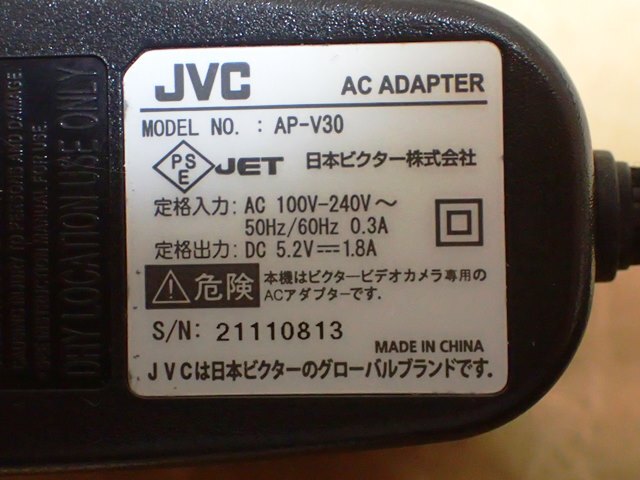 JVC AC ADAPTER
MODEL NO. : AP-V30
PS
E
JET 日本ビクター株式会社
定格入力: AC 100V-240V～
50Hz/60Hz 0.3A
定格出力: DC 5.2V⎓1.8A
危険 本機はビクタービデオカメラ専用の
ACアダプターです.
S/N: 21110813
MADE IN CHINA
JVCは日本ビクターのグローバルブランドです.
DRY LOCATION USE ONLY